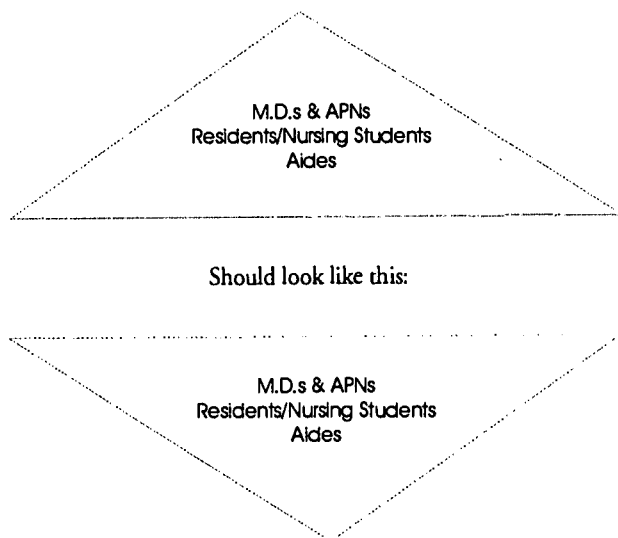 M.D.s & APNs
Residents/Nursing Students
Aides
Should look like this:
M.D.s & APNs
Residents/Nursing Students
Aides